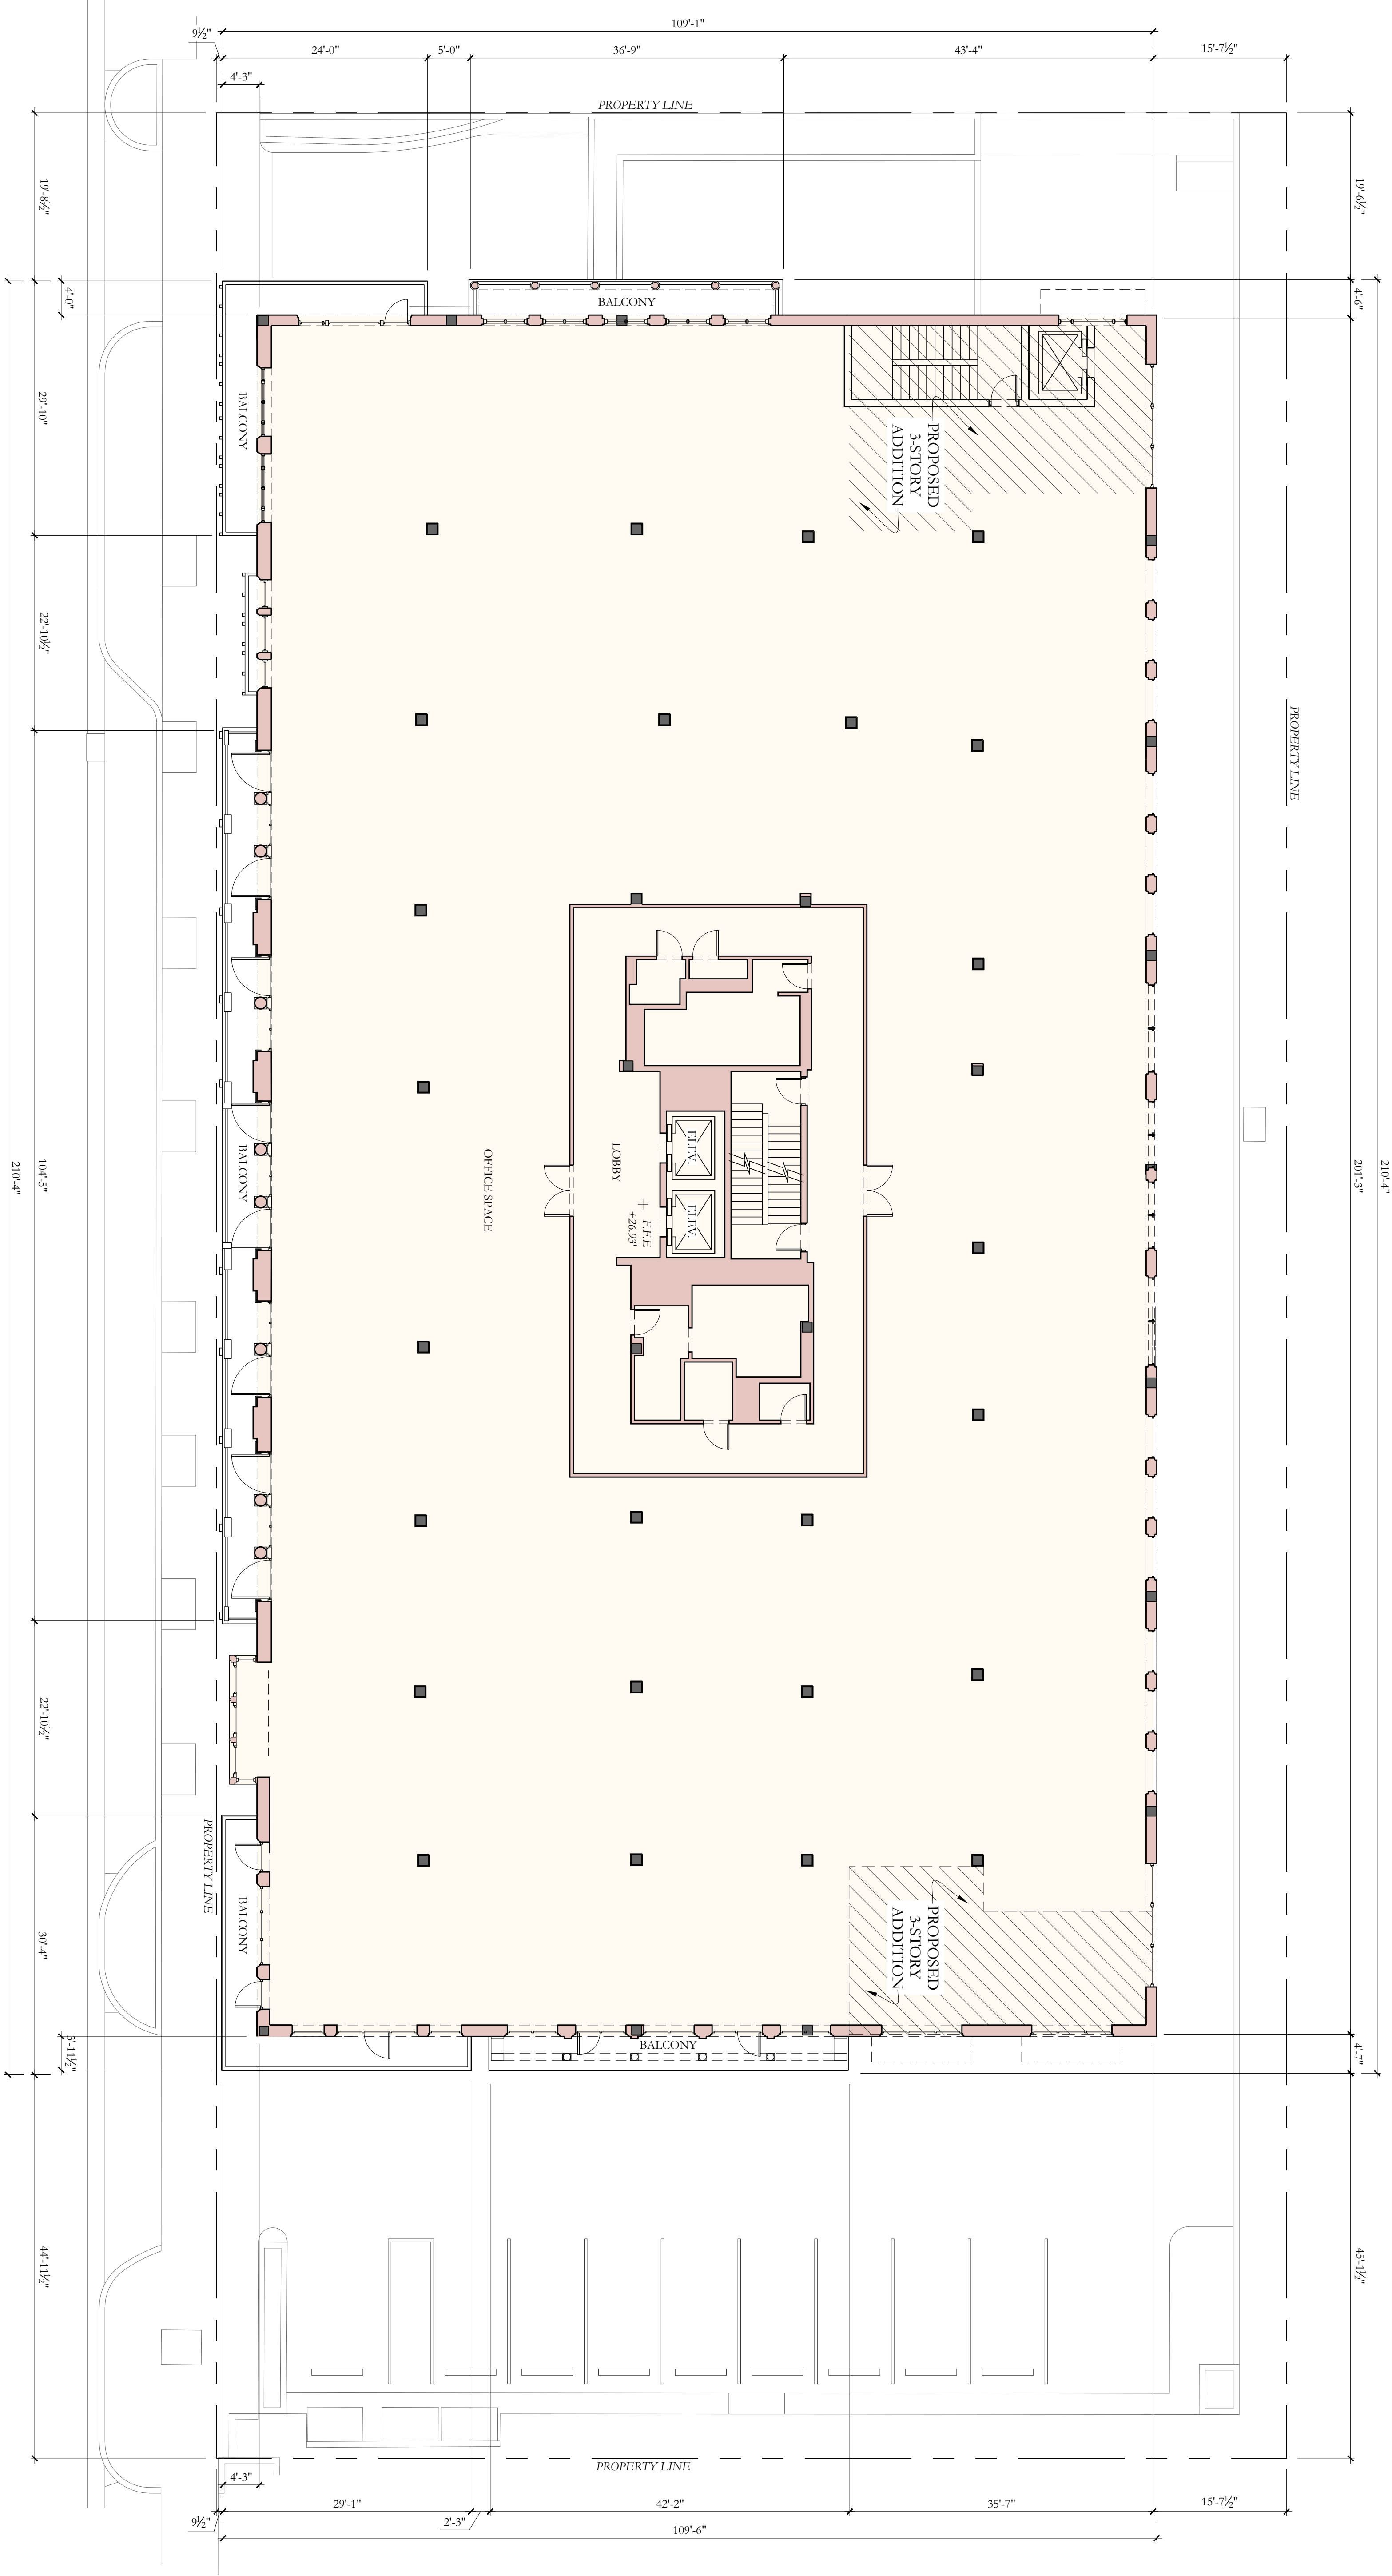 109'-1"
9½"
24'-0"
5'-0"
36'-9"
43'-4"
15'-7½"
4'-3"
PROPERTY LINE
19'-8½"
19'-6½"
4'-0"
4'-6"
BALCONY
29'-10"
BALCONY
PROPOSED
3-STORY
ADDITION
22'-10½"
PROPERTY LINE
104'-5"
210'-4"
BALCONY
OFFICE SPACE
LOBBY
ELEV.
ELEV.
F.F.E
+26.93'
201'-3"
210'-4"
22'-10½"
PROPERTY LINE
30'-4"
BALCONY
PROPOSED
3-STORY
ADDITION
3'-11½"
BALCONY
4'-7"
44'-11½"
45'-1½"
PROPERTY LINE
4'-3"
9½"
29'-1"
2'-3"
42'-2"
35'-7"
15'-7½"
109'-6"